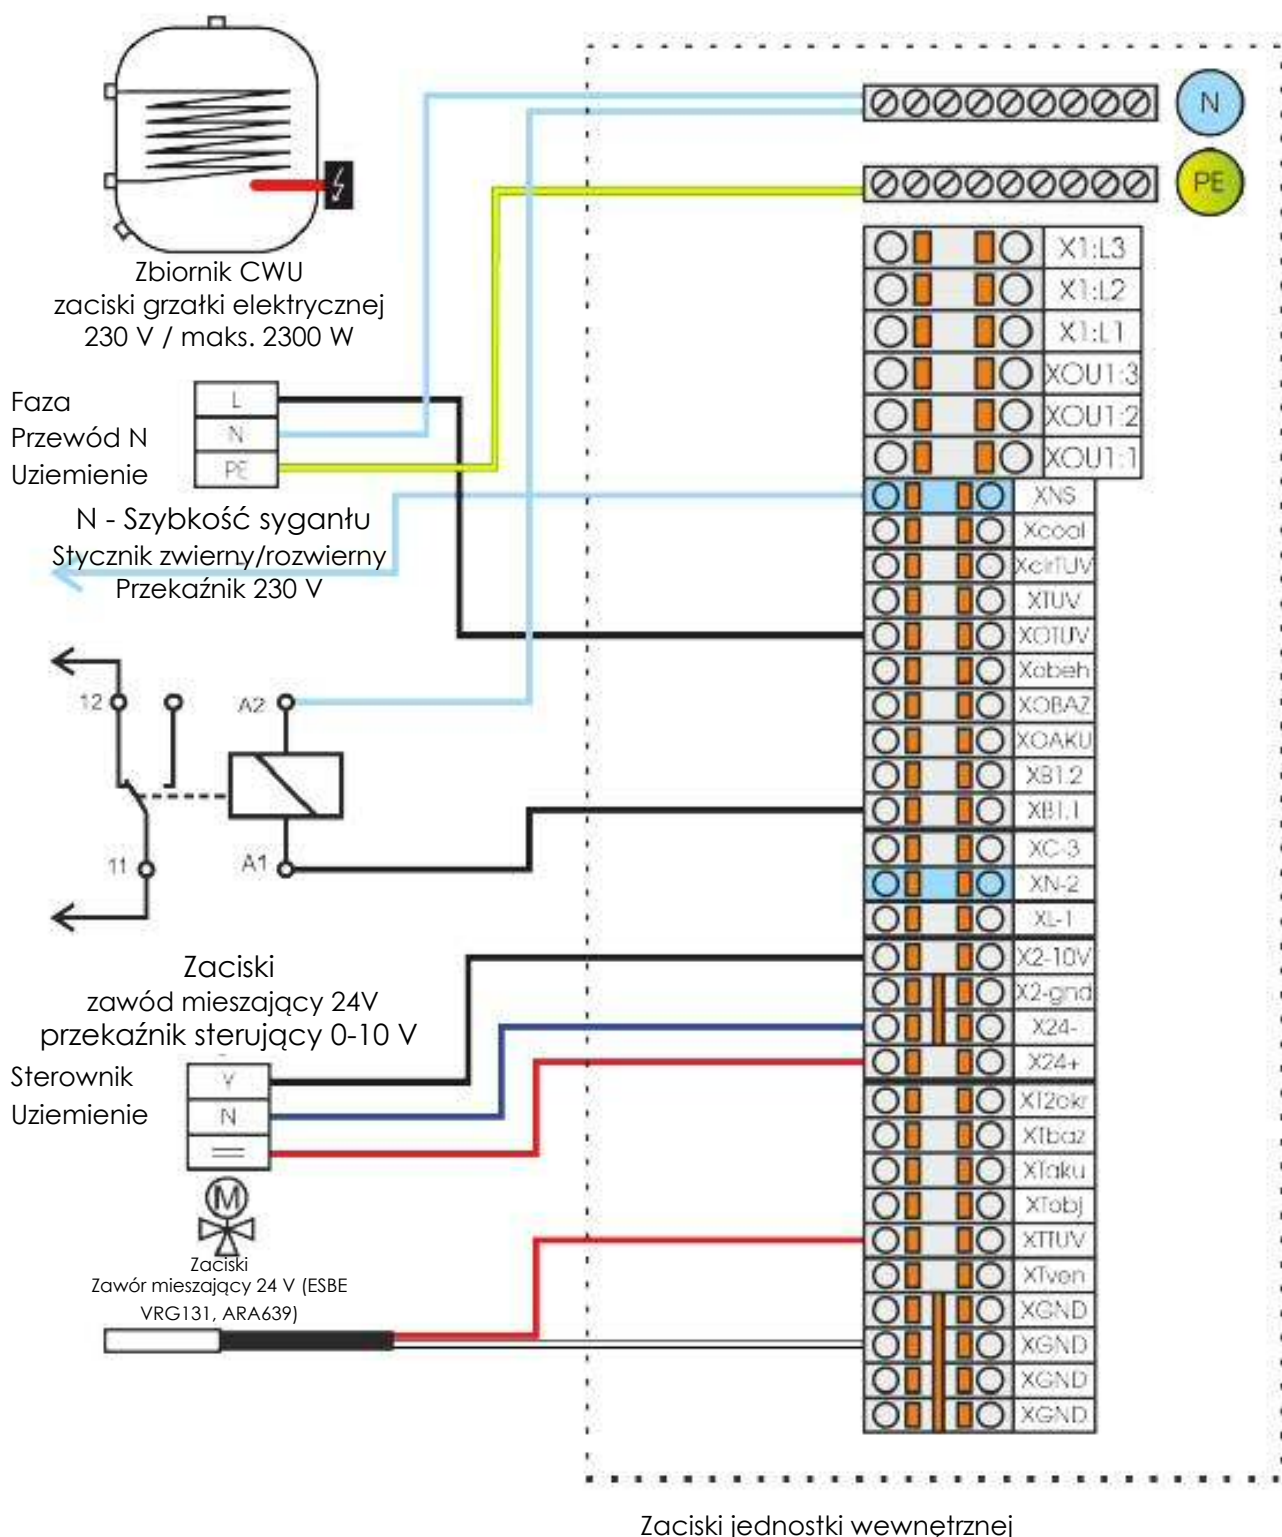 N
PE
X1:L3
X1:L2
X1:L1
XOU1:3
XOU1:2
XOU1:1
XNS
Xcool
XcirTUV
XTUV
XOTUV
Xobeh
XOBAZ
XOAKU
XB1.2
XB1.1
XC-3
XN-2
XL-1
X2-10V
X2-gnd
X24-
X24+
XT2okr
XTbaz
XTaku
XTobj
XTTUV
XTven
XGND
XGND
XGND
XGND
Zbiornik CWU
zaciski grzałki elektrycznej
230 V / maks. 2300 W
Faza L
Przewód N N
Uziemienie PE
N - Szybkość syganłu
Stycznik zwierny/rozwierny
Przekaźnik 230 V
12
A2
11
A1
Zaciski
zawód mieszający 24V
przekaźnik sterujący 0-10 V
Sterownik Y
Uziemienie N
M
Zaciski
Zawór mieszający 24 V (ESBE
VRG131, ARA639)
Zaciski jednostki wewnętrznej